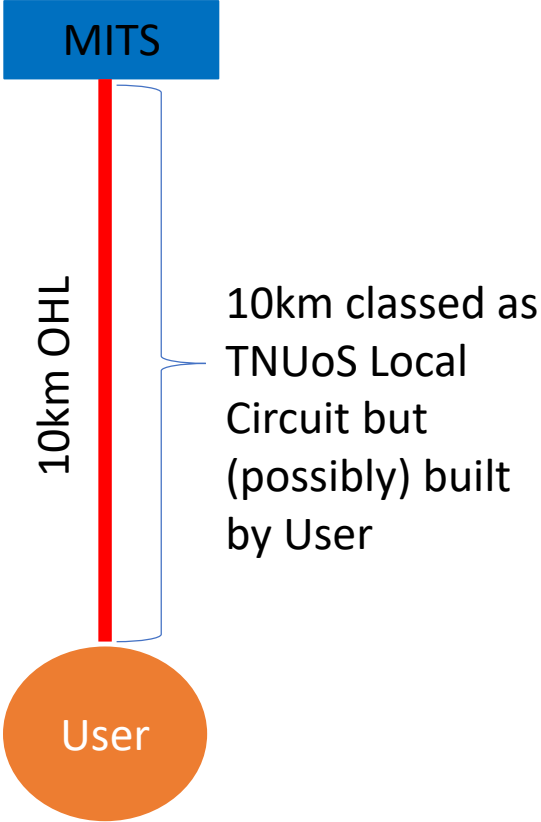 MITS
10km OHL
10km classed as
TNUoS Local
Circuit but
(possibly) built
by User
User